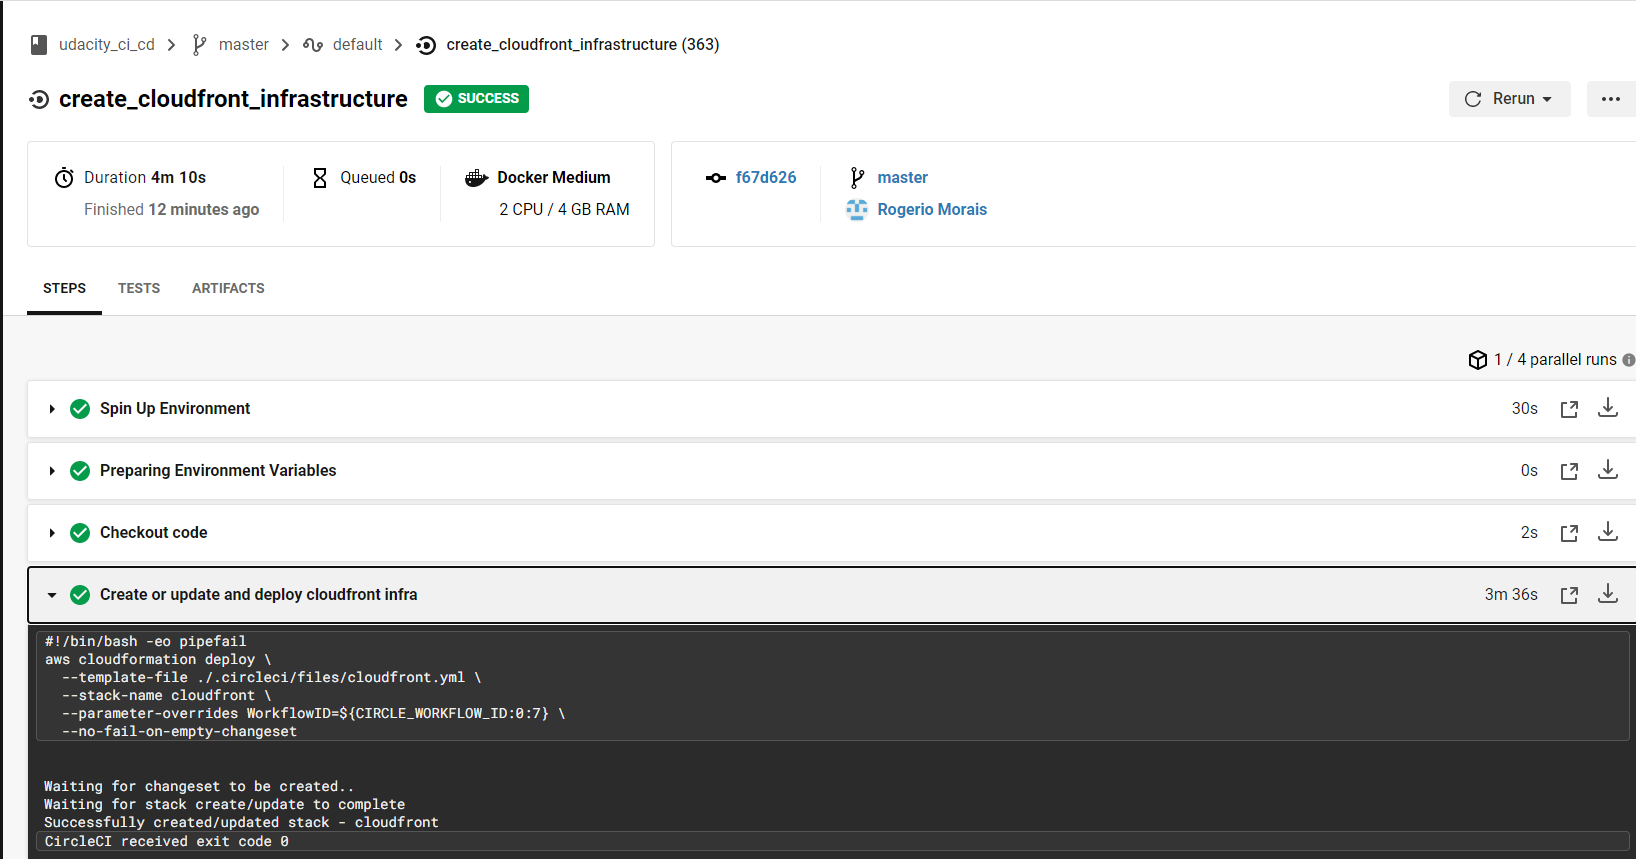 udacity_ci_cd > master > default > create_cloudfront_infrastructure (363)
create_cloudfront_infrastructure SUCCESS Rerun
Duration 4m 10s Queued 0s Docker Medium f67d626 master
Finished 12 minutes ago 2 CPU / 4 GB RAM Rogerio Morais
STEPS TESTS ARTIFACTS
1 / 4 parallel runs
Spin Up Environment 30s
Preparing Environment Variables 0s
Checkout code 2s
Create or update and deploy cloudfront infra 3m 36s
#!/bin/bash -eo pipefail
aws cloudformation deploy \
--template-file ./.circleci/files/cloudfront.yml \
--stack-name cloudfront \
--parameter-overrides WorkflowID=${CIRCLE_WORKFLOW_ID:0:7} \
--no-fail-on-empty-changeset
Waiting for changeset to be created..
Waiting for stack create/update to complete
Successfully created/updated stack - cloudfront
CircleCI received exit code 0